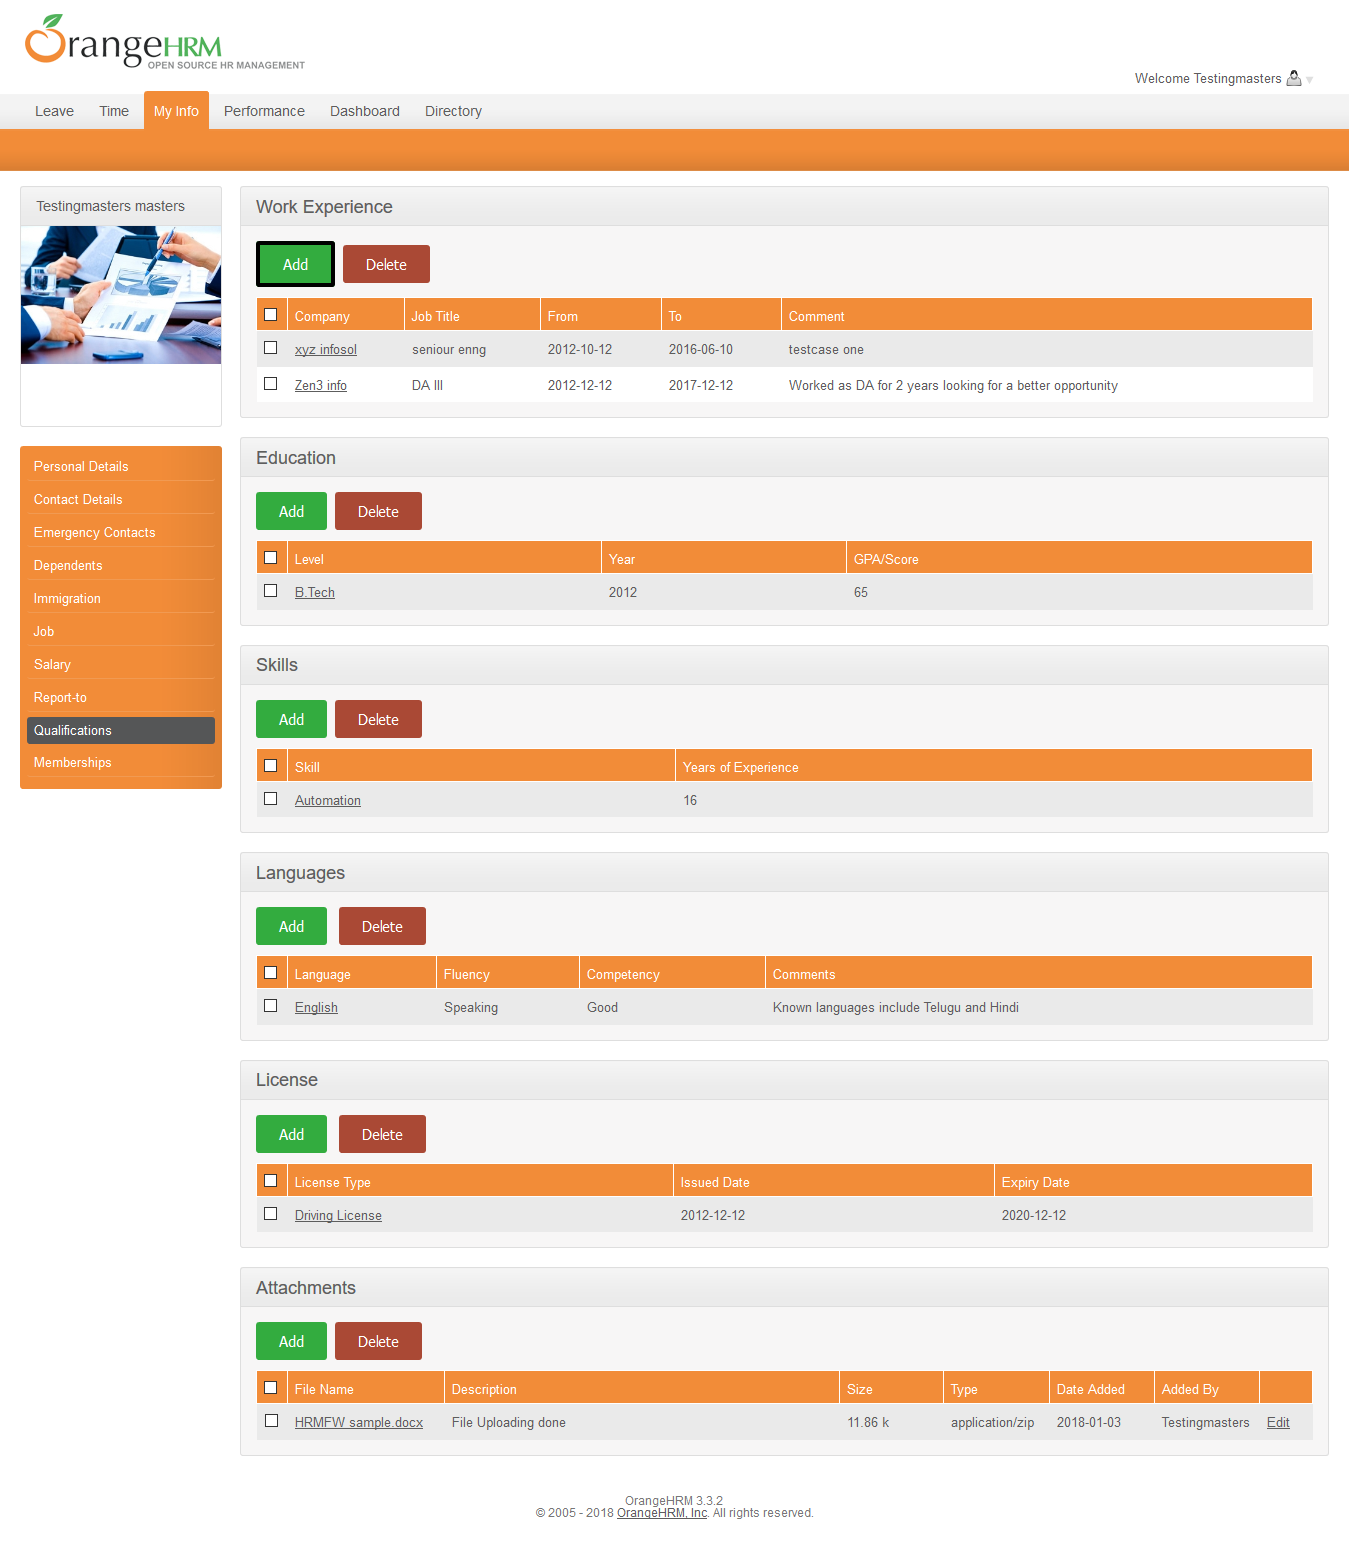 OrangeHRM
OPEN SOURCE HR MANAGEMENT
Welcome Testingmasters
Leave Time My Info Performance Dashboard Directory
Testingmasters masters
Personal Details
Contact Details
Emergency Contacts
Dependents
Immigration
Job
Salary
Report-to
Qualifications
Memberships
Work Experience
Add Delete
Company Job Title From To Comment
xyz infosol seniour enng 2012-10-12 2016-06-10 testcase one
Zen3 info DA III 2012-12-12 2017-12-12 Worked as DA for 2 years looking for a better opportunity
Education
Add Delete
Level Year GPA/Score
B.Tech 2012 65
Skills
Add Delete
Skill Years of Experience
Automation 16
Languages
Add Delete
Language Fluency Competency Comments
English Speaking Good Known languages include Telugu and Hindi
License
Add Delete
License Type Issued Date Expiry Date
Driving License 2012-12-12 2020-12-12
Attachments
Add Delete
File Name Description Size Type Date Added Added By
HRMFW sample.docx File Uploading done 11.86 k application/zip 2018-01-03 Testingmasters Edit
OrangeHRM 3.3.2
© 2005 - 2018 OrangeHRM, Inc. All rights reserved.